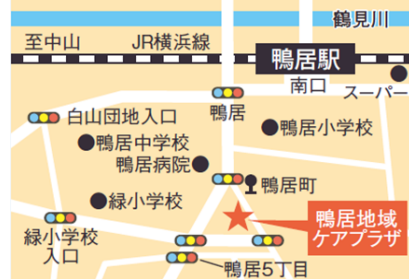 鶴見川
至中山
JR横浜線
鴨居駅
南口
スーパー
鴨居
白山団地入口
鴨居小学校
鴨居中学校
鴨居病院
鴨居町
緑小学校
鴨居地域
ケアプラザ
緑小学校
入口
鴨居5丁目